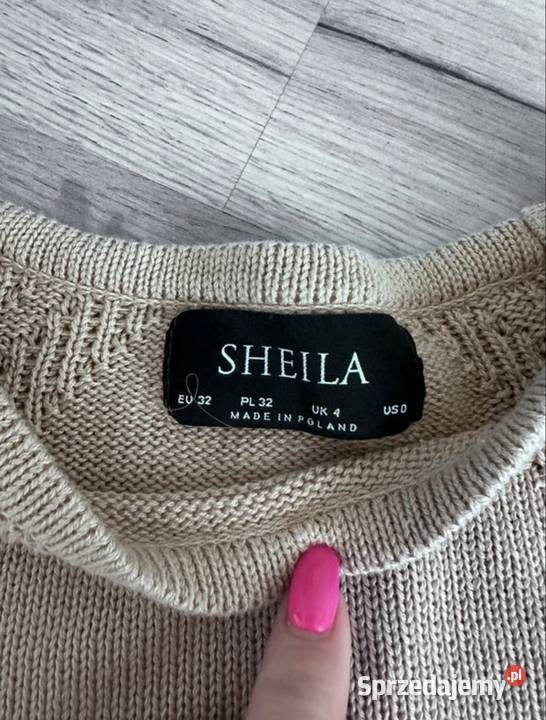 SHEILA
EU 32 PL 32 UK 4 US 0
MADE IN POLAND
Sprzedajemy.pl